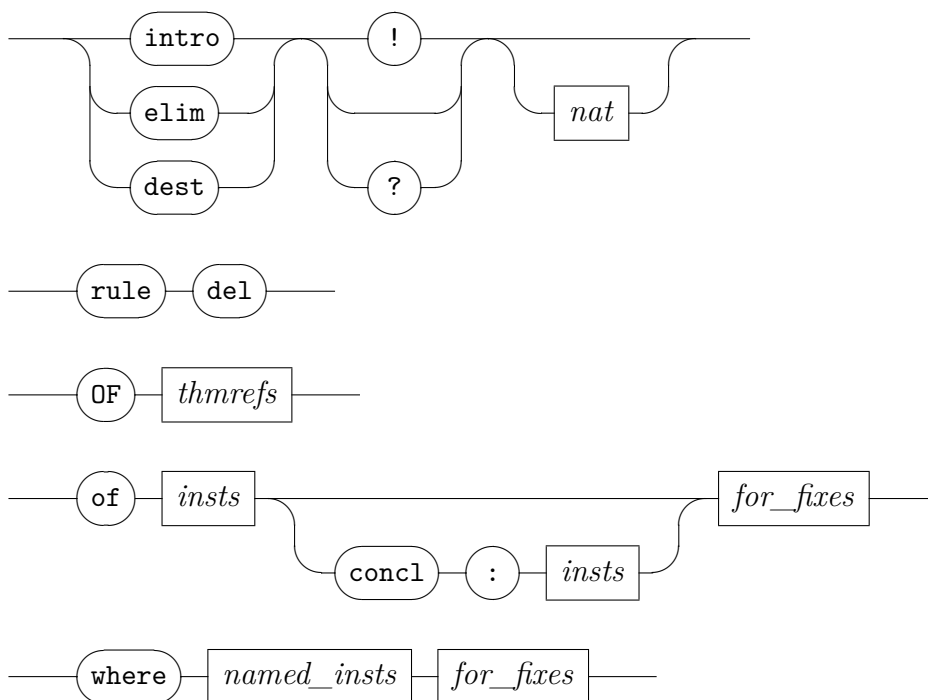 intro !
elim nat
dest ?
rule del
OF thmrefs
of insts for_fixes
concl : insts
where named_insts for_fixes